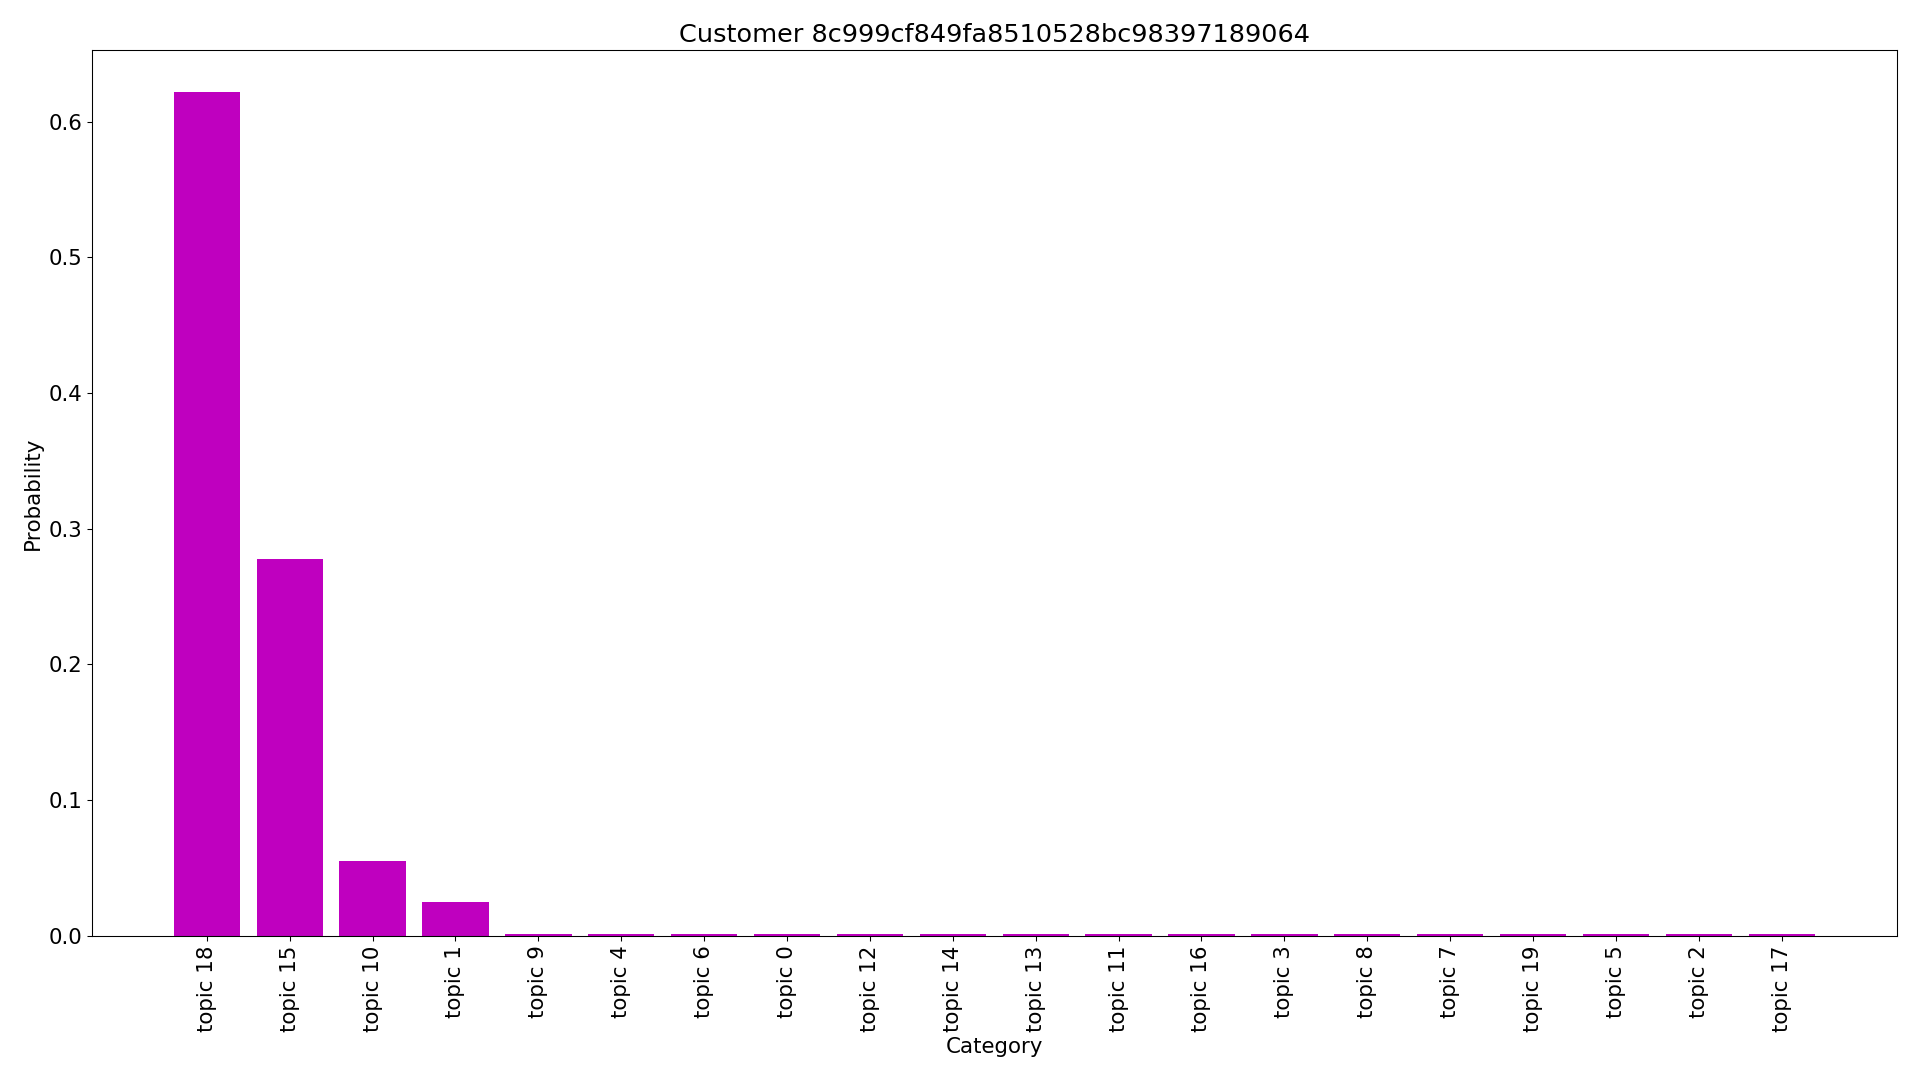 Customer 8c999cf849fa8510528bc98397189064
Probability
0.6
0.5
0.4
0.3
0.2
0.1
0.0
topic 18
topic 15
topic 10
topic 1
topic 9
topic 4
topic 6
topic 0
topic 12
topic 14
topic 13
topic 11
topic 16
topic 3
topic 8
topic 7
topic 19
topic 5
topic 2
topic 17
Category